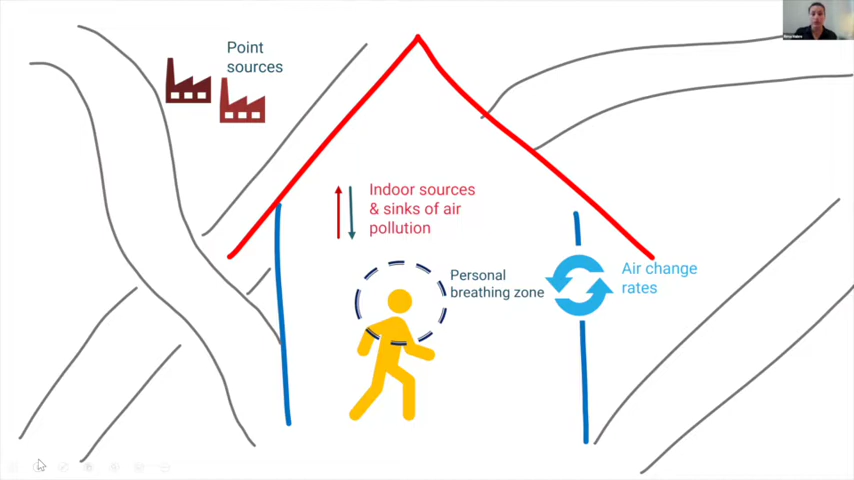 Point
sources
Indoor sources
& sinks of air
pollution
Personal
breathing zone
Air change
rates